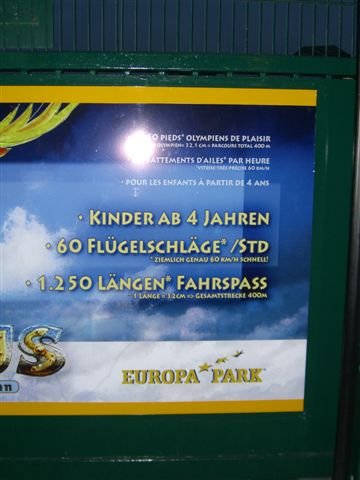 50 PIEDS* OLYMPIENS DE PLAISIR
OLYMPIEN= 32,1 CM = PARCOURS TOTAL 400 M
BATTEMENTS D'AILES* PAR HEURE
*VITESSE TRÈS PRÉCISE 60 KM/H
· POUR LES ENFANTS À PARTIR DE 4 ANS
· KINDER AB 4 JAHREN
· 60 FLÜGELSCHLÄGE* /STD
* ZIEMLICH GENAU 60 KM/H SCHNELL!
· 1.250 LÄNGEN* FAHRSPASS
* 1 LÄNGE = 32CM => GESAMTSTRECKE 400M
US
EUROPA PARK